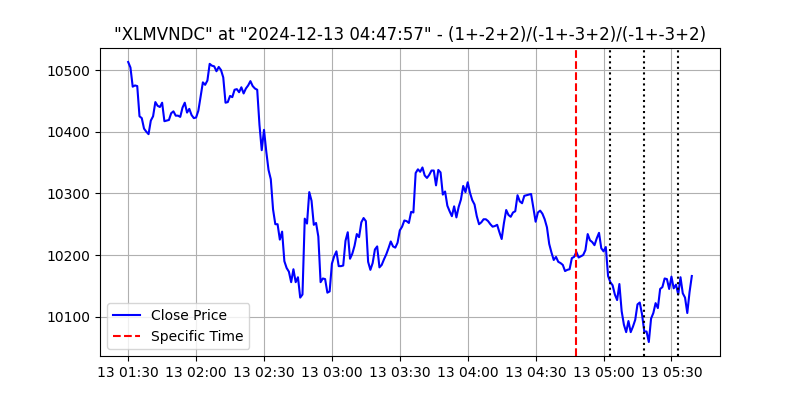 "XLMVNDC" at "2024-12-13 04:47:57" - (1+-2+2)/(-1+-3+2)/(-1+-3+2)
10500
10400
10300
10200
10100
Close Price
Specific Time
13 01:30 13 02:00 13 02:30 13 03:00 13 03:30 13 04:00 13 04:30 13 05:00 13 05:30